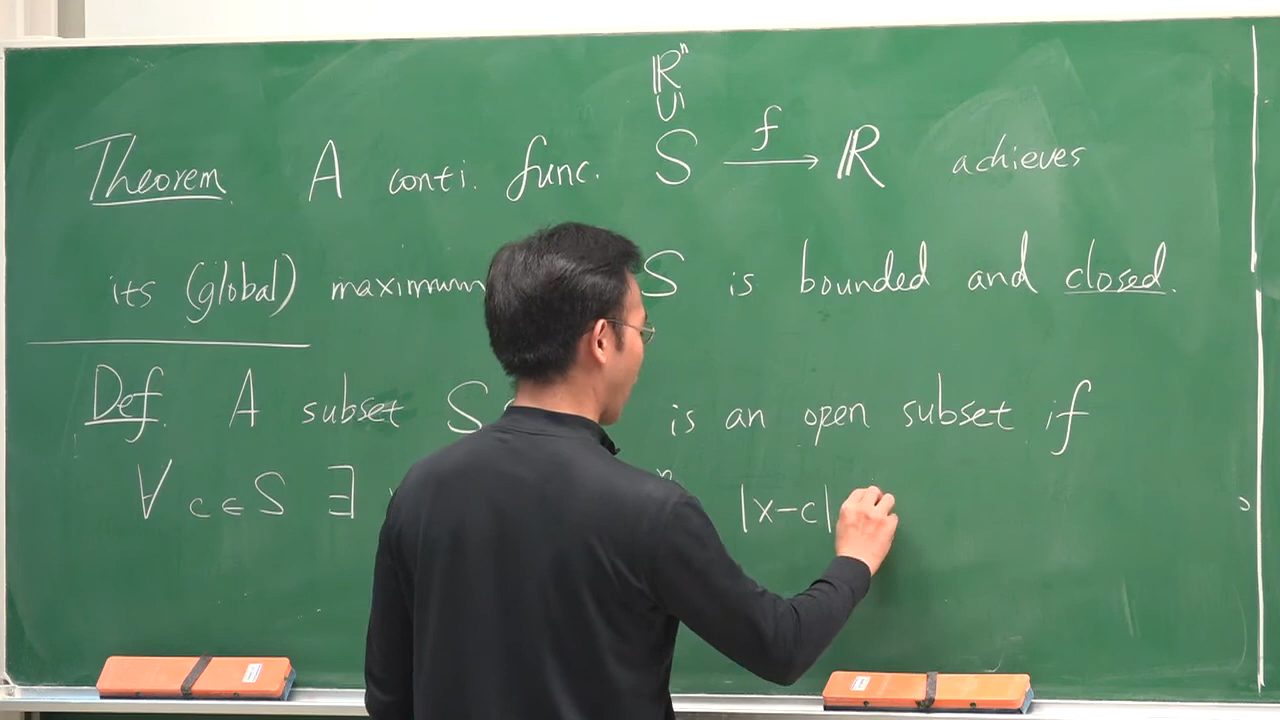 ℝⁿ
∪|
Theorem. A conti. func. S —f→ ℝ achieves
its (global) maximum S is bounded and closed.
Def. A subset S is an open subset if
∀ c ∈ S ∃ n |x-c|